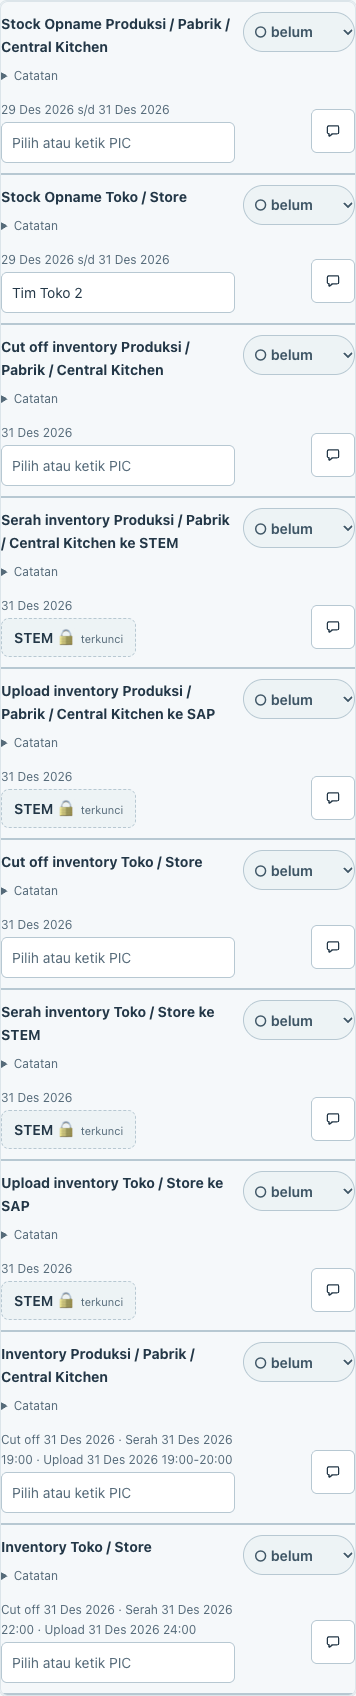 Stock Opname Produksi / Pabrik /
Central Kitchen
belum
Catatan
29 Des 2026 s/d 31 Des 2026
Pilih atau ketik PIC
Stock Opname Toko / Store
belum
Catatan
29 Des 2026 s/d 31 Des 2026
Tim Toko 2
Cut off inventory Produksi /
Pabrik / Central Kitchen
belum
Catatan
31 Des 2026
Pilih atau ketik PIC
Serah inventory Produksi / Pabrik
/ Central Kitchen ke STEM
belum
Catatan
31 Des 2026
STEM 🔒 terkunci
Upload inventory Produksi /
Pabrik / Central Kitchen ke SAP
belum
Catatan
31 Des 2026
STEM 🔒 terkunci
Cut off inventory Toko / Store
belum
Catatan
31 Des 2026
Pilih atau ketik PIC
Serah inventory Toko / Store ke
STEM
belum
Catatan
31 Des 2026
STEM 🔒 terkunci
Upload inventory Toko / Store ke
SAP
belum
Catatan
31 Des 2026
STEM 🔒 terkunci
Inventory Produksi / Pabrik /
Central Kitchen
belum
Catatan
Cut off 31 Des 2026 · Serah 31 Des 2026
19:00 · Upload 31 Des 2026 19:00-20:00
Pilih atau ketik PIC
Inventory Toko / Store
belum
Catatan
Cut off 31 Des 2026 · Serah 31 Des 2026
22:00 · Upload 31 Des 2026 24:00
Pilih atau ketik PIC